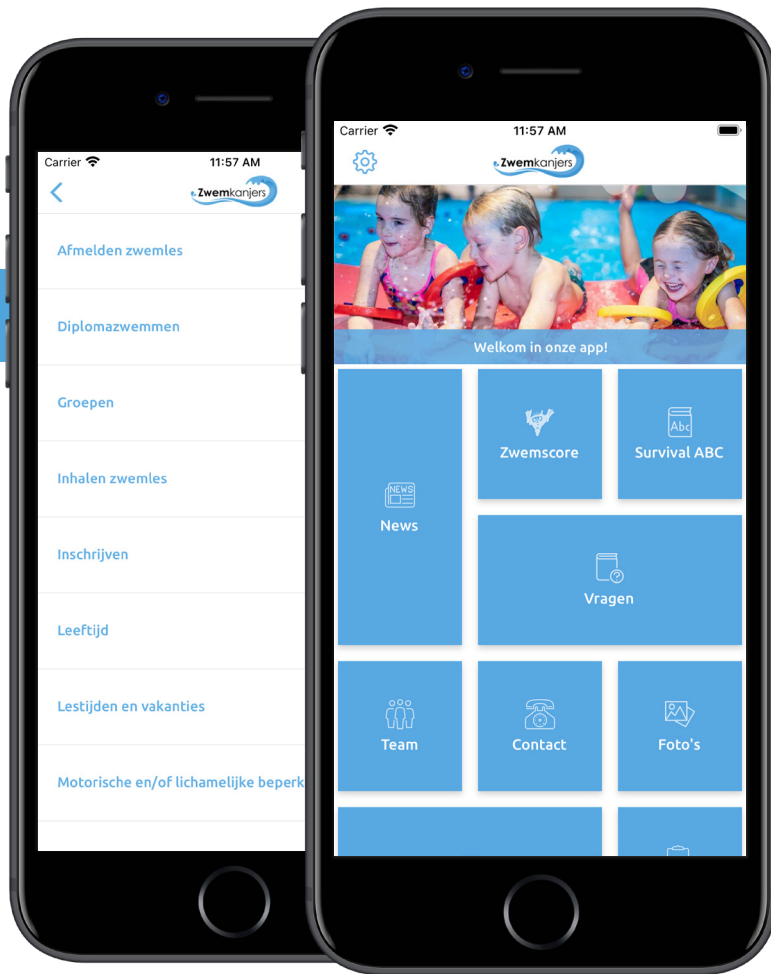 Carrier
11:57 AM
Zwemkanjers
Afmelden zwemles
Diplomazwemmen
Groepen
Inhalen zwemles
Inschrijven
Leeftijd
Lestijden en vakanties
Motorische en/of lichamelijke beperk
Carrier
11:57 AM
Zwemkanjers
Welkom in onze app!
NEWS
News
Zwemscore
Abc
Survival ABC
?
Vragen
Team
Contact
Foto's